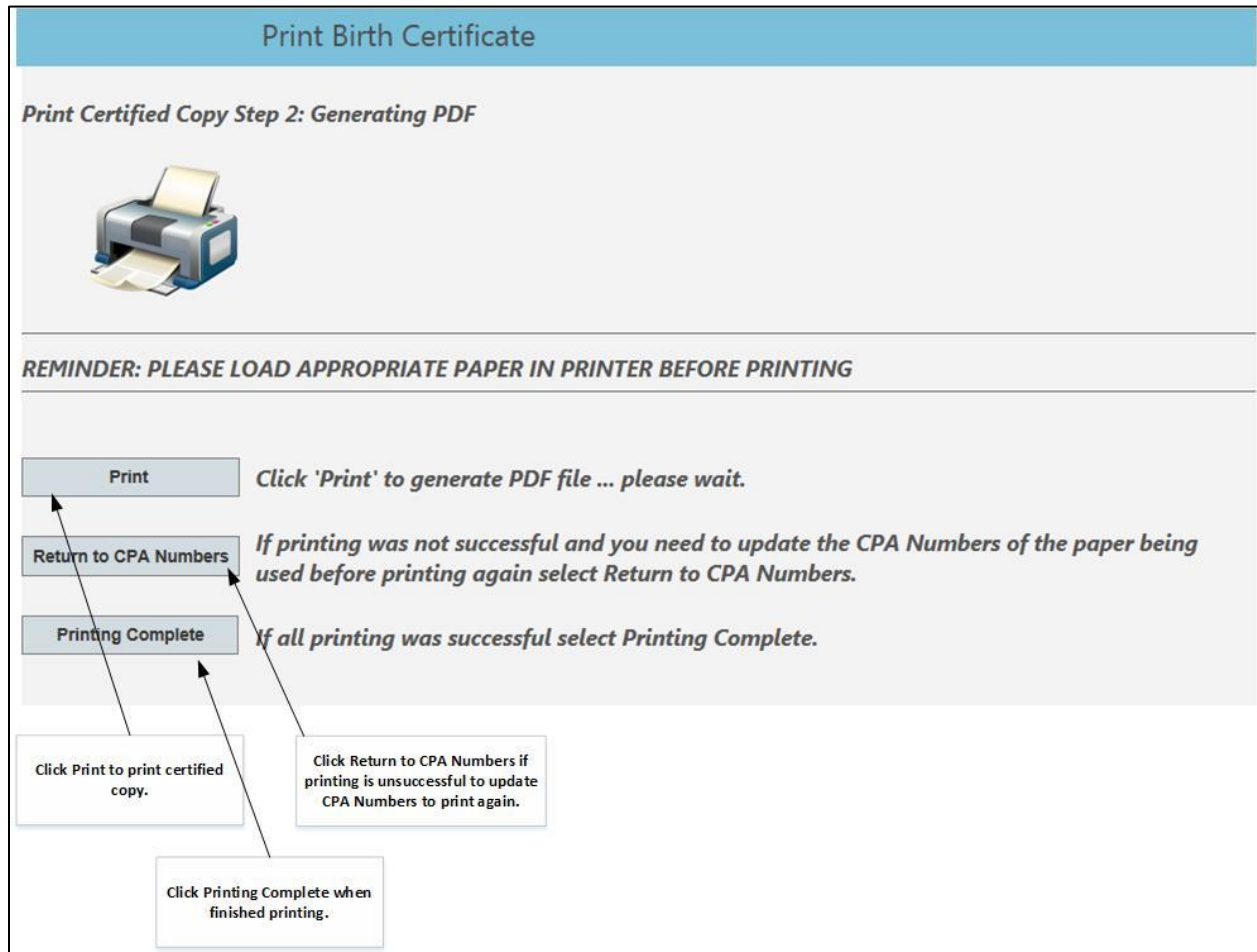 Print Birth Certificate
Print Certified Copy Step 2: Generating PDF
REMINDER: PLEASE LOAD APPROPRIATE PAPER IN PRINTER BEFORE PRINTING
Print
Click 'Print' to generate PDF file ... please wait.
Return to CPA Numbers
If printing was not successful and you need to update the CPA Numbers of the paper being
used before printing again select Return to CPA Numbers.
Printing Complete
If all printing was successful select Printing Complete.
Click Print to print certified
copy.
Click Return to CPA Numbers if
printing is unsuccessful to update
CPA Numbers to print again.
Click Printing Complete when
finished printing.